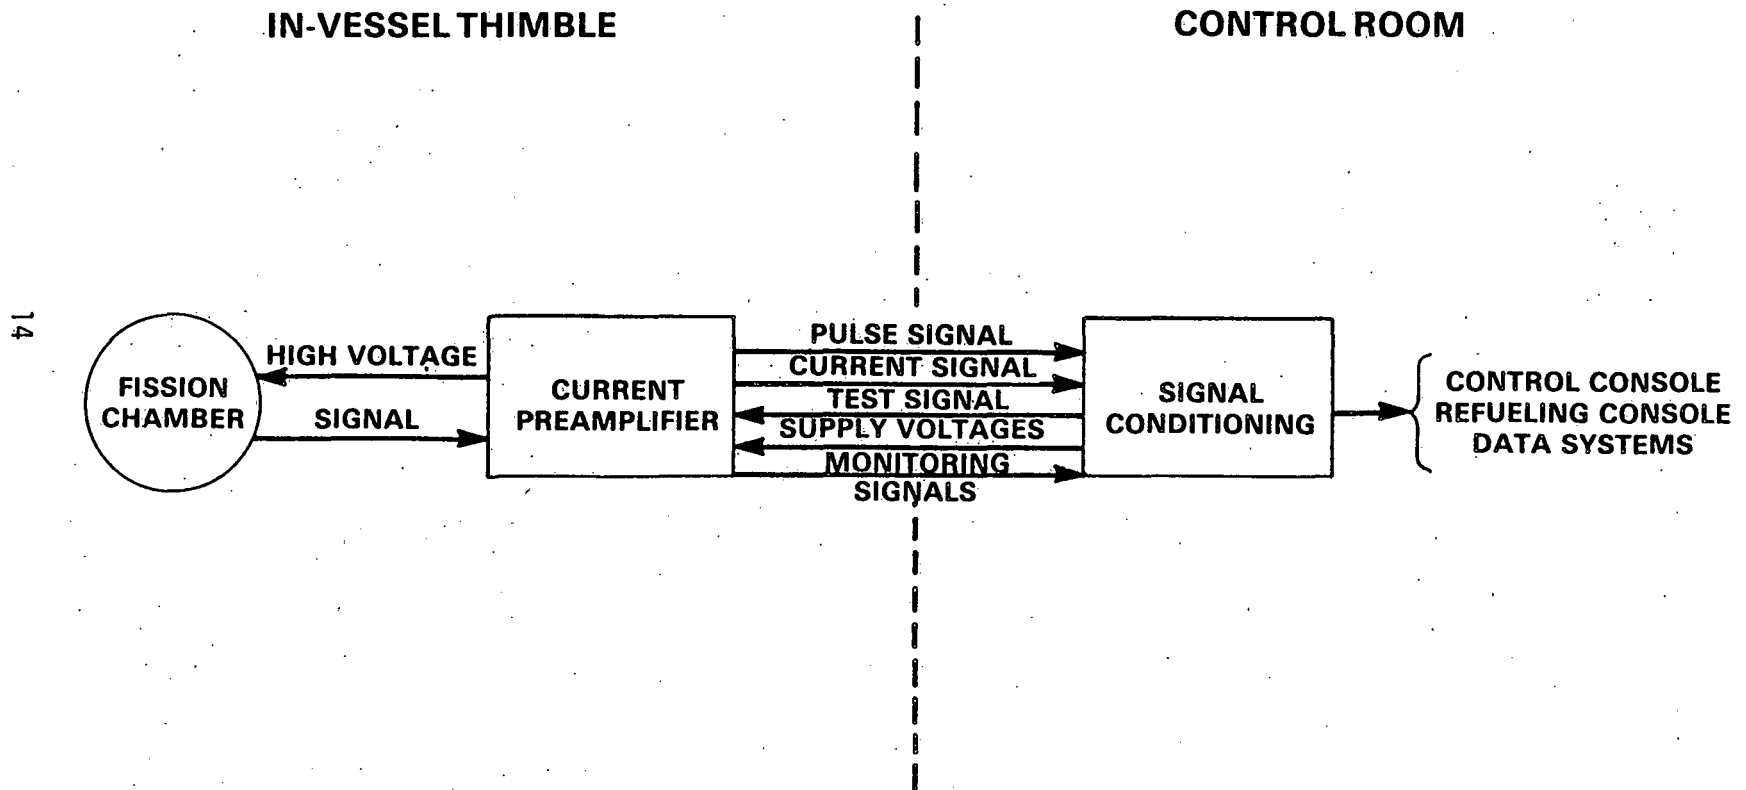 IN-VESSEL THIMBLE
CONTROL ROOM
14
FISSION
CHAMBER
HIGH VOLTAGE
SIGNAL
CURRENT
PREAMPLIFIER
PULSE SIGNAL
CURRENT SIGNAL
TEST SIGNAL
SUPPLY VOLTAGES
MONITORING
SIGNALS
SIGNAL
CONDITIONING
CONTROL CONSOLE
REFUELING CONSOLE
DATA SYSTEMS